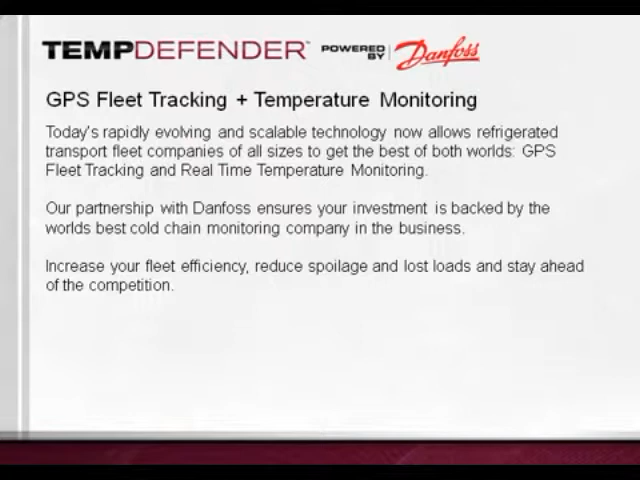 TEMPDEFENDER™ POWERED BY Danfoss
GPS Fleet Tracking + Temperature Monitoring
Today's rapidly evolving and scalable technology now allows refrigerated
transport fleet companies of all sizes to get the best of both worlds: GPS
Fleet Tracking and Real Time Temperature Monitoring.
Our partnership with Danfoss ensures your investment is backed by the
worlds best cold chain monitoring company in the business.
Increase your fleet efficiency, reduce spoilage and lost loads and stay ahead
of the competition.